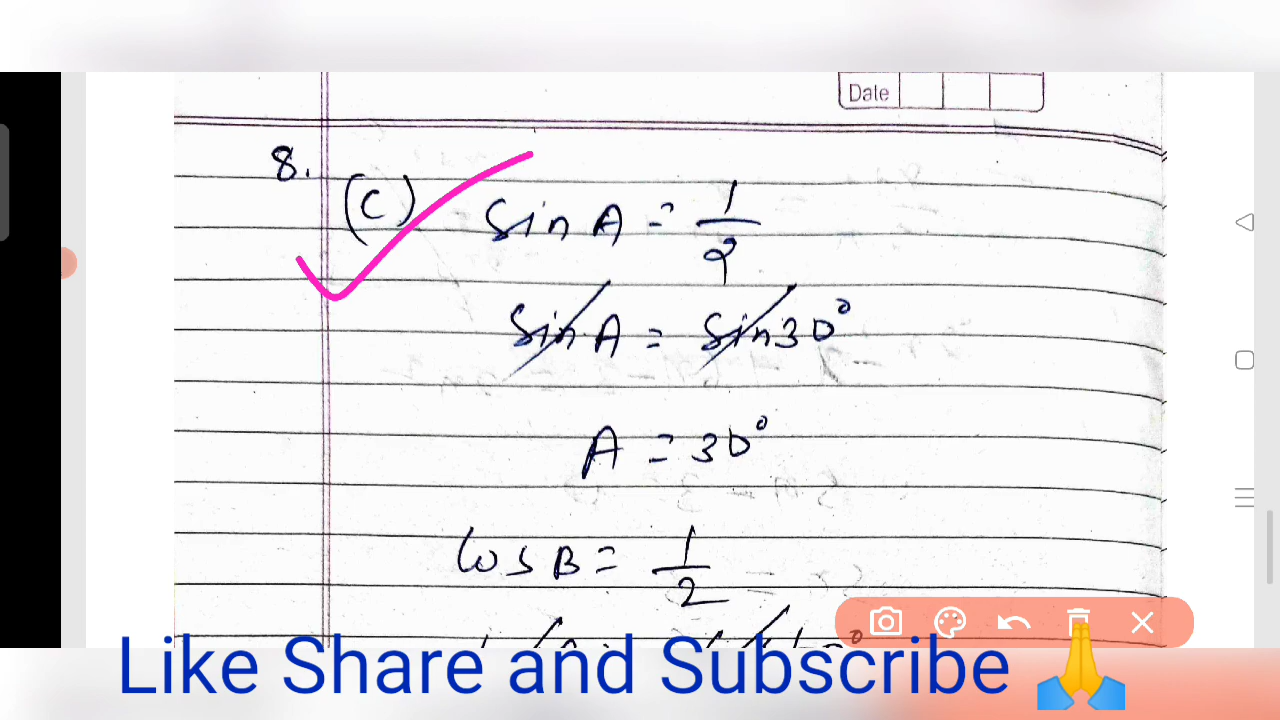 Date
8.
(C) Sin A = 1/2
Sin A = Sin 30°
A = 30°
Cos B = 1/2
Like Share and Subscribe 🙏